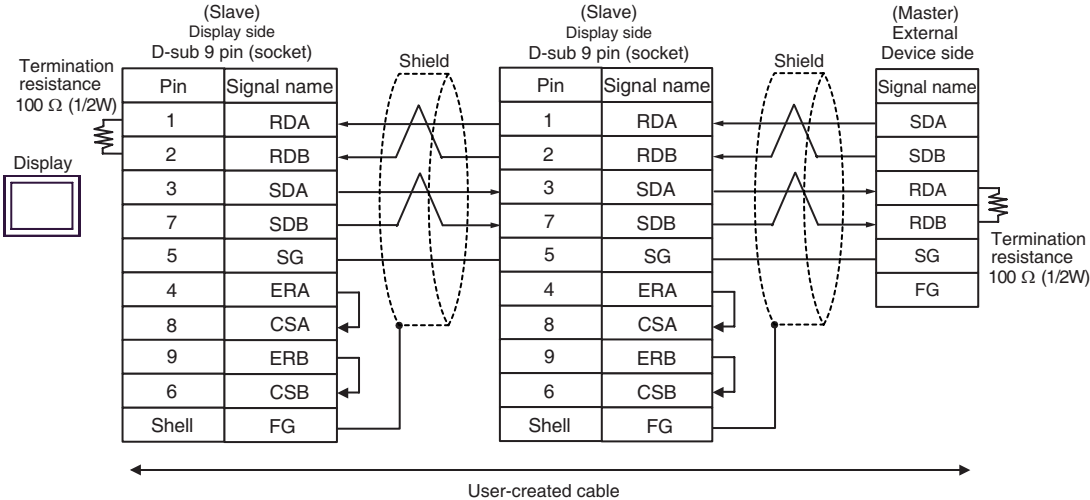 (Slave)
Display side
D-sub 9 pin (socket)
(Slave)
Display side
D-sub 9 pin (socket)
(Master)
External
Device side
Termination
resistance
100 Ω (1/2W)
Shield
Shield
Display
Pin Signal name
1 RDA
2 RDB
3 SDA
7 SDB
5 SG
4 ERA
8 CSA
9 ERB
6 CSB
Shell FG
Pin Signal name
1 RDA
2 RDB
3 SDA
7 SDB
5 SG
4 ERA
8 CSA
9 ERB
6 CSB
Shell FG
Signal name
SDA
SDB
RDA
RDB
SG
FG
Termination
resistance
100 Ω (1/2W)
User-created cable